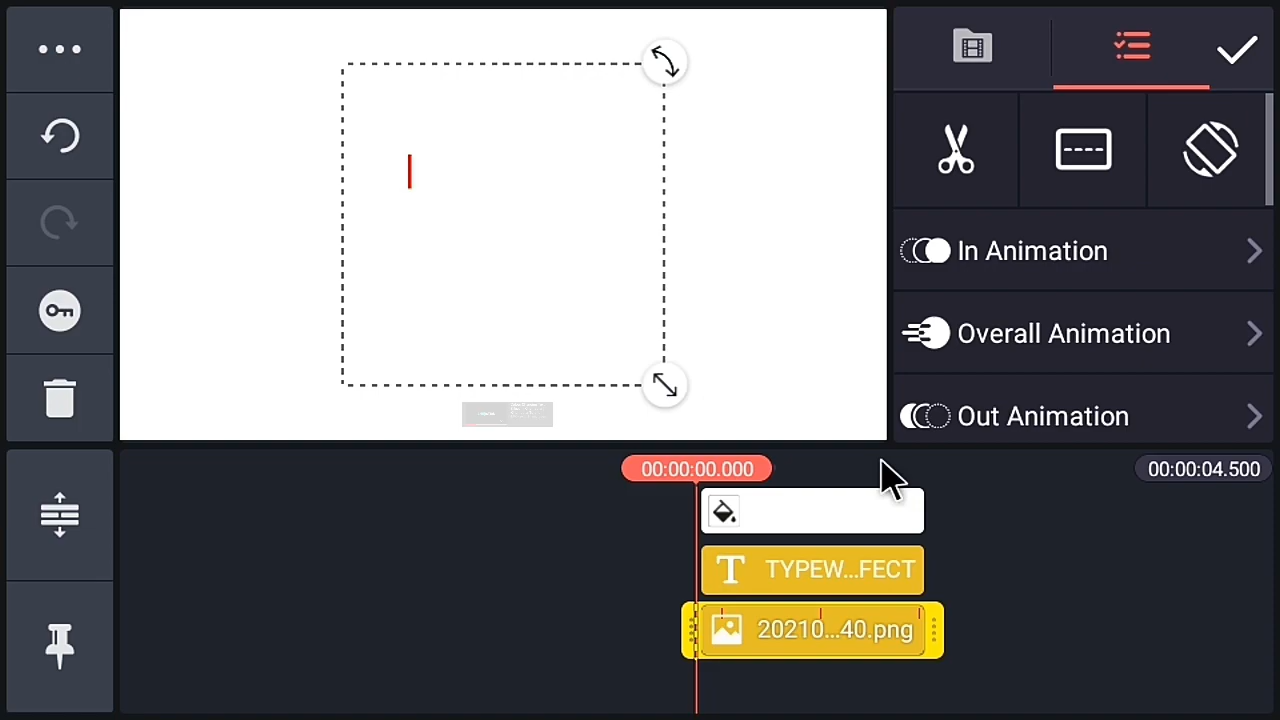 In Animation
Overall Animation
Out Animation
00:00:00.000
00:00:04.500
TYPEW...FECT
20210...40.png